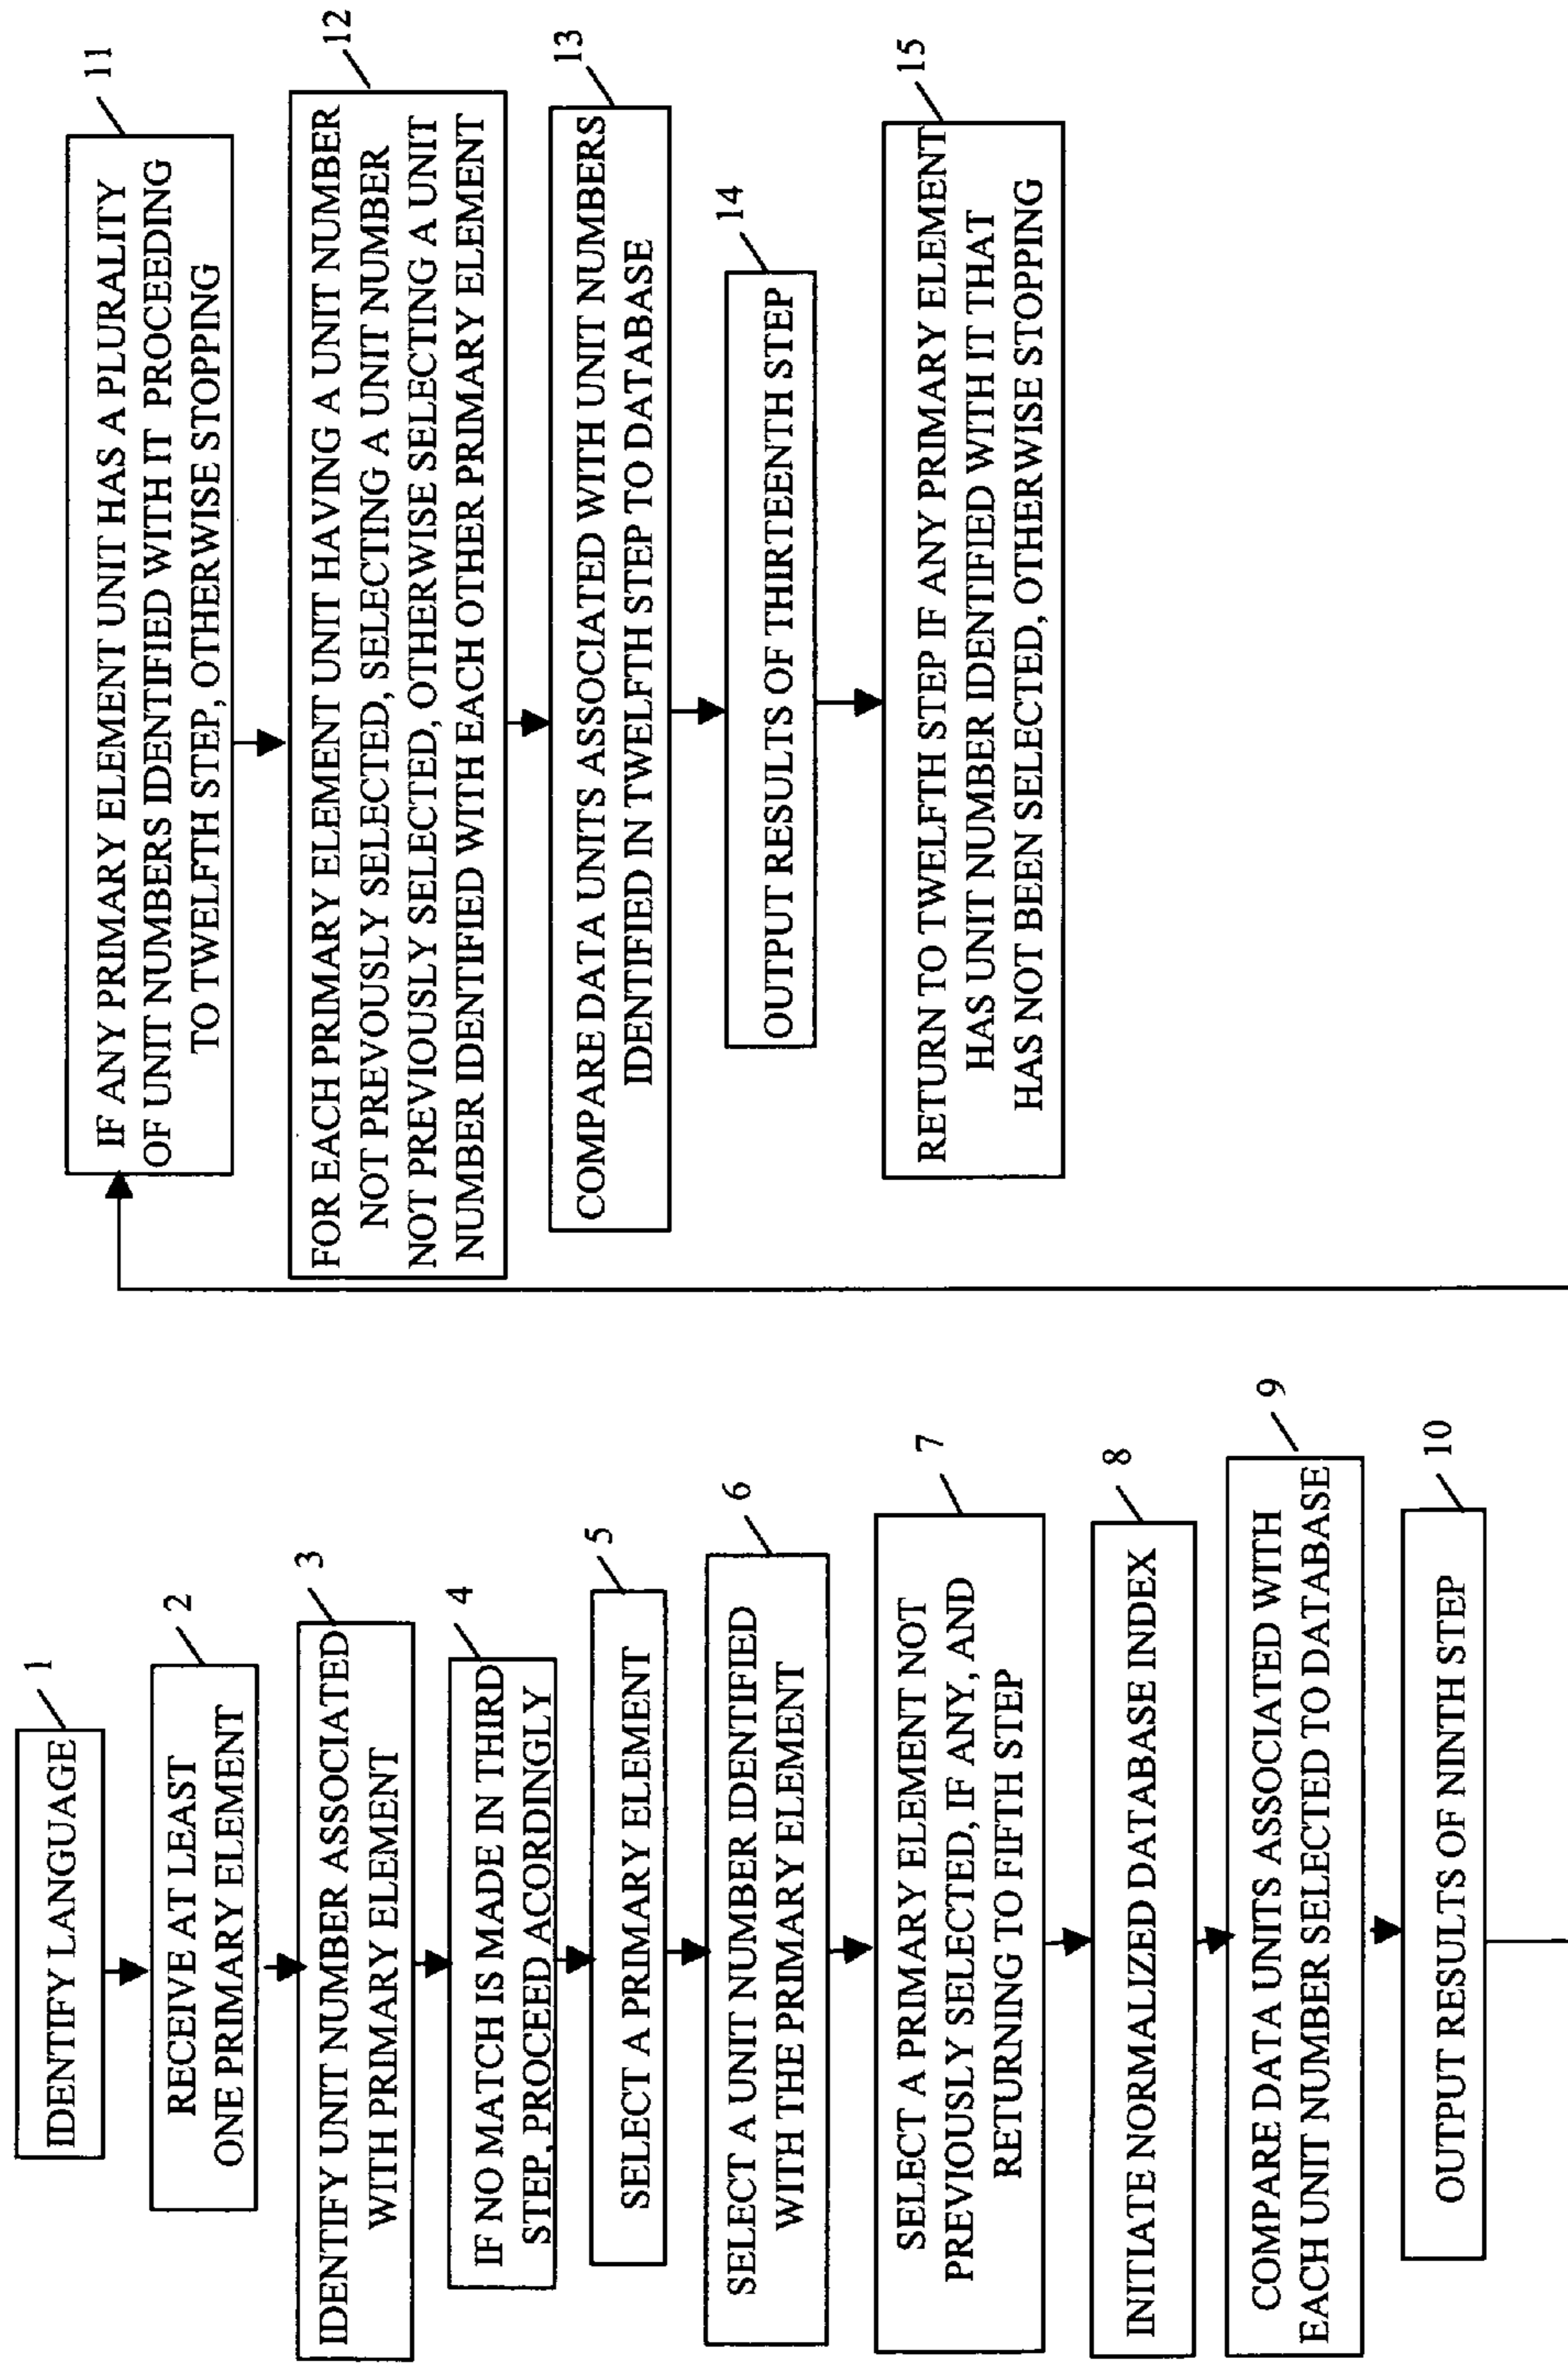 IDENTIFY LANGUAGE
1
RECEIVE AT LEAST
ONE PRIMARY ELEMENT
2
IDENTIFY UNIT NUMBER ASSOCIATED
WITH PRIMARY ELEMENT
3
IF NO MATCH IS MADE IN THIRD
STEP, PROCEED ACORDINGLY
4
SELECT A PRIMARY ELEMENT
5
SELECT A UNIT NUMBER IDENTIFIED
WITH THE PRIMARY ELEMENT
6
SELECT A PRIMARY ELEMENT NOT
PREVIOUSLY SELECTED, IF ANY, AND
RETURNING TO FIFTH STEP
7
INITIATE NORMALIZED DATABASE INDEX
8
COMPARE DATA UNITS ASSOCIATED WITH
EACH UNIT NUMBER SELECTED TO DATABASE
9
OUTPUT RESULTS OF NINTH STEP
10
IF ANY PRIMARY ELEMENT UNIT HAS A PLURALITY
OF UNIT NUMBERS IDENTIFIED WITH IT PROCEEDING
TO TWELFTH STEP, OTHERWISE STOPPING
11
FOR EACH PRIMARY ELEMENT UNIT HAVING A UNIT NUMBER
NOT PREVOUSLY SELECTED, SELECTING A UNIT NUMBER
NOT PREVIOUSLY SELECTED, OTHERWISE SELECTING A UNIT
NUMBER IDENTIFIED WITH EACH OTHER PRIMARY ELEMENT
12
COMPARE DATA UNITS ASSOCIATED WITH UNIT NUMBERS
IDENTIFIED IN TWELFTH STEP TO DATABASE
13
OUTPUT RESULTS OF THIRTEENTH STEP
14
RETURN TO TWELFTH STEP IF ANY PRIMARY ELEMENT
HAS UNIT NUMBER IDENTIFIED WITH IT THAT
HAS NOT BEEN SELECTED, OTHERWISE STOPPING
15